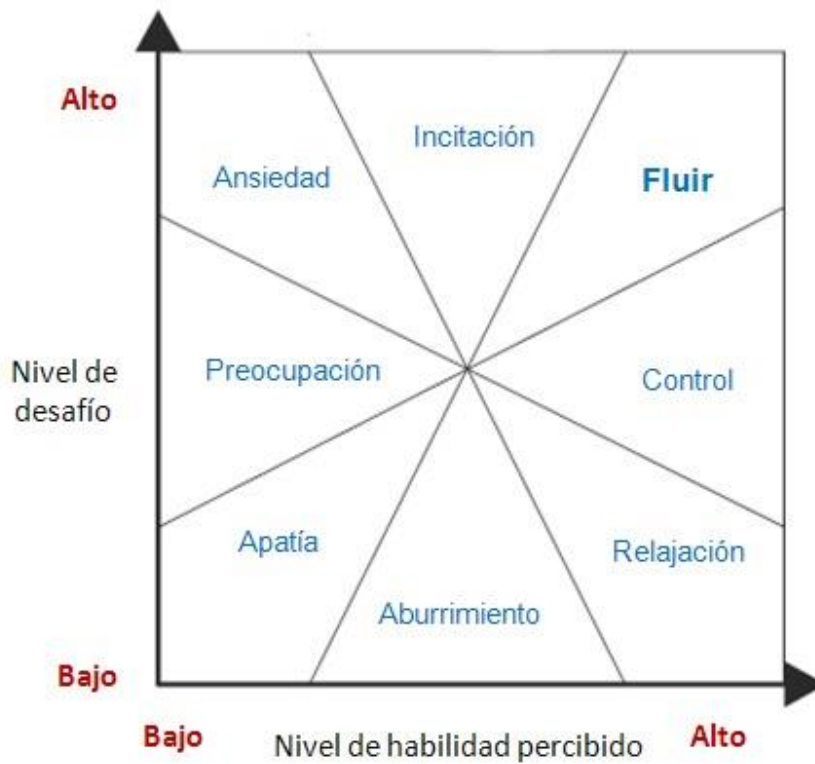 Alto
Incitación
Ansiedad
Fluir
Nivel de
desafío
Preocupación
Control
Apatía
Relajación
Aburrimiento
Bajo
Bajo
Nivel de habilidad percibido
Alto